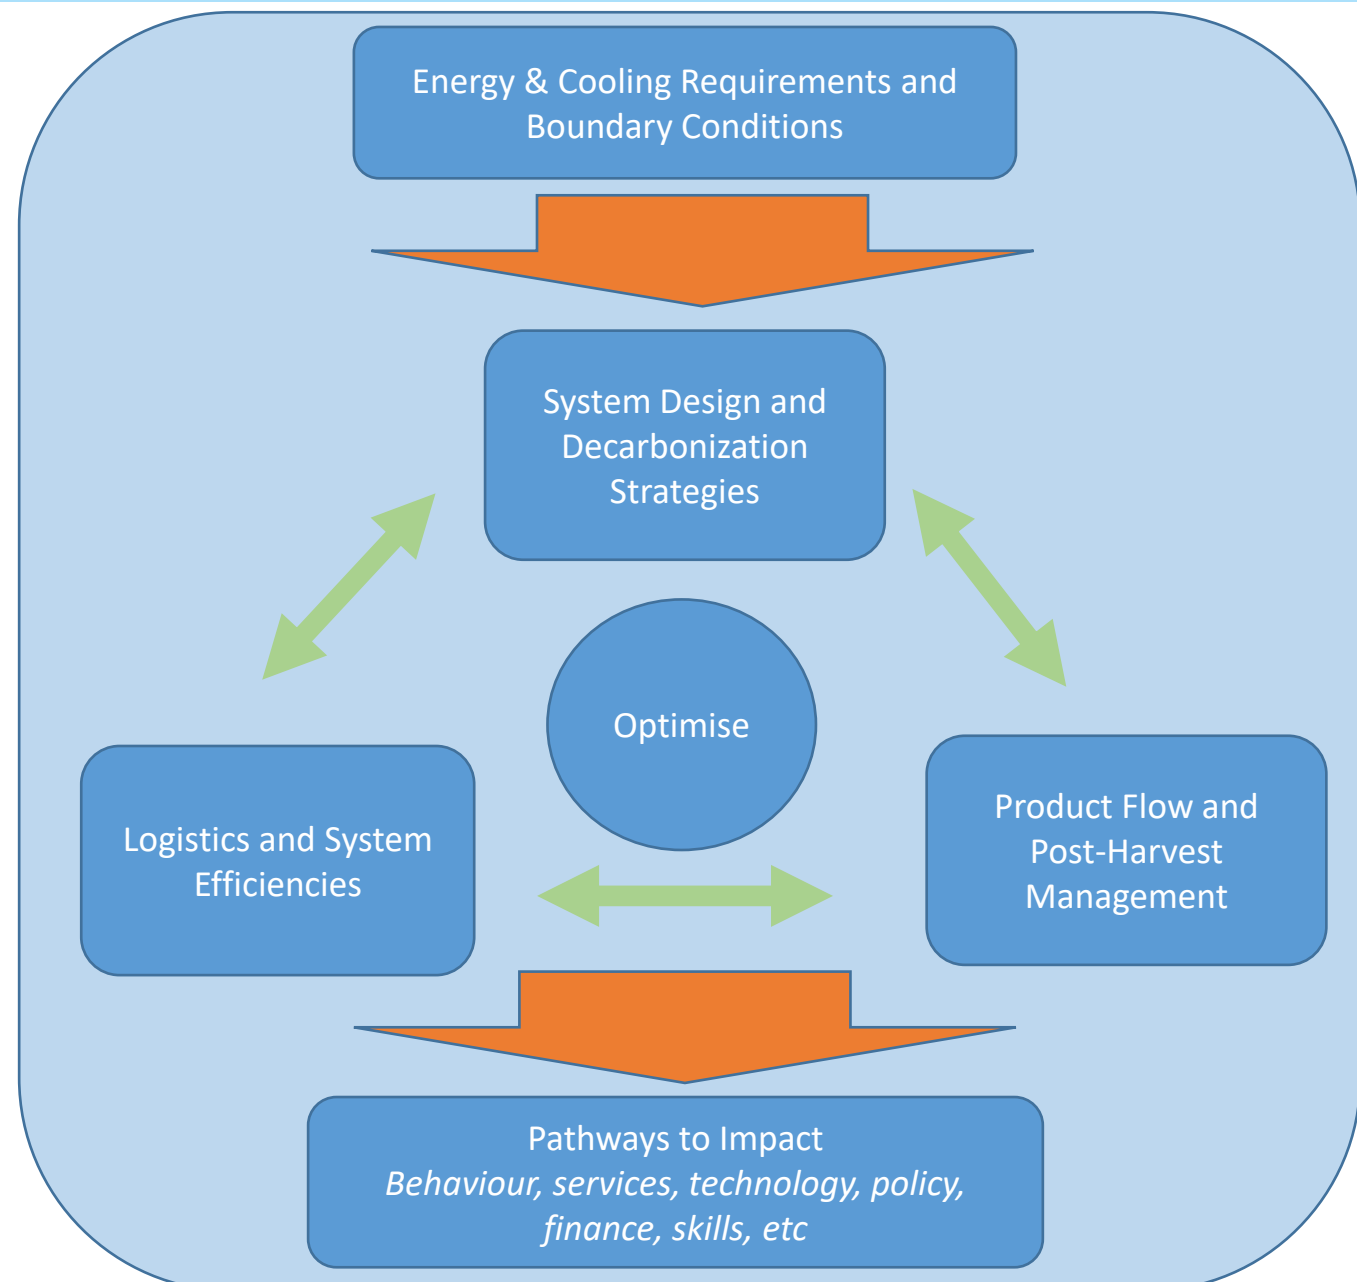 Energy & Cooling Requirements and
Boundary Conditions
System Design and
Decarbonization
Strategies
Optimise
Logistics and System
Efficiencies
Product Flow and
Post-Harvest
Management
Pathways to Impact
Behaviour, services, technology, policy,
finance, skills, etc